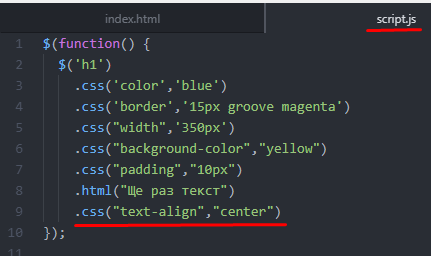 index.html script.js
1 $(function() {
2 $('h1')
3 .css('color','blue')
4 .css('border','15px groove magenta')
5 .css("width",'350px')
6 .css("background-color","yellow")
7 .css("padding","10px")
8 .html("Ще раз текст")
9 .css("text-align","center")
10 });
11